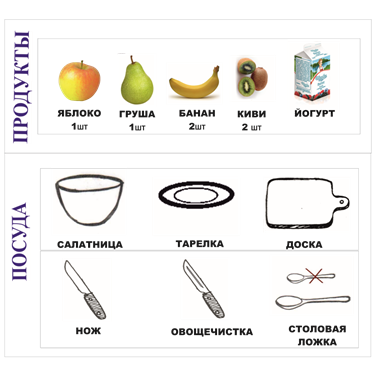 ПРОДУКТЫ
ЯБЛОКО ГРУША БАНАН КИВИ ЙОГУРТ
1шт 1шт 2шт 2 шт
ПОСУДА
САЛАТНИЦА ТАРЕЛКА ДОСКА
НОЖ ОВОЩЕЧИСТКА СТОЛОВАЯ
ЛОЖКА